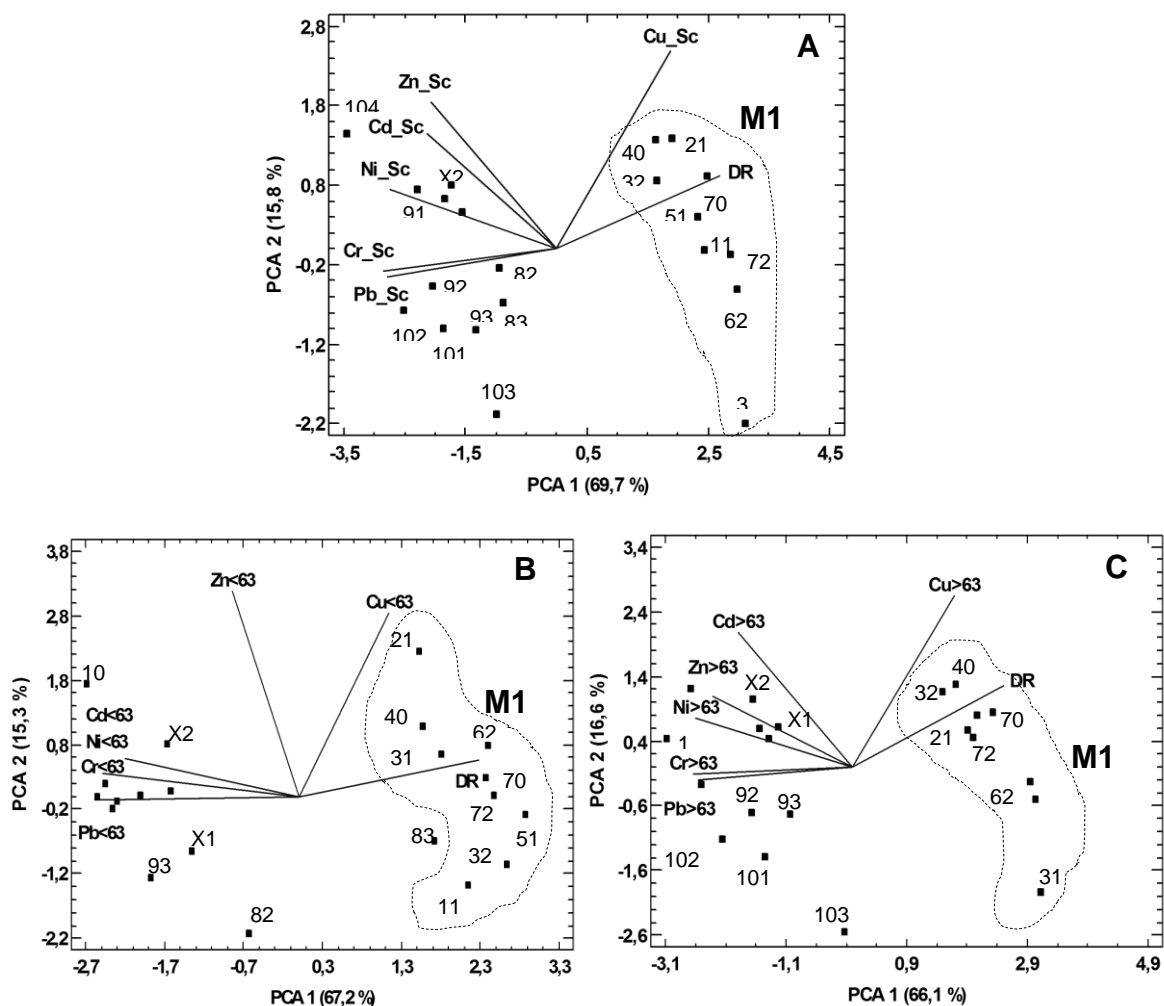 2,8
Cu_Sc
A
Zn_Sc
1,8
104
Cd_Sc
M1
40
21
PCA 2 (15,8 %)
0,8
Ni_Sc
X2
32
DR
91
51
70
-0,2
Cr_Sc
11
72
82
Pb_Sc
92
62
93
83
-1,2
102
101
103
3
-2,2
-3,5
-1,5
0,5
2,5
4,5
PCA 1 (69,7 %)
3,8
B
Zn<63
Cu<63
2,8
21
1,8
10
M1
PCA 2 (15,3 %)
Cd<63
40
X2
62
0,8
Ni<63
31
Cr<63
DR
70
-0,2
72
Pb<63
X1
83
51
93
32
-1,2
11
82
-2,2
-2,7
-1,7
-0,7
0,3
1,3
2,3
3,3
PCA 1 (67,2 %)
3,4
C
Cu>63
Cd>63
2,4
Zn>63
40
X2
DR
32
1,4
Ni>63
X1
70
21
PCA 2 (16,6 %)
1
72
0,4
M1
Cr>63
92
93
62
-0,6
Pb>63
102
101
-1,6
31
103
-2,6
-3,1
-1,1
0,9
2,9
4,9
PCA 1 (66,1 %)